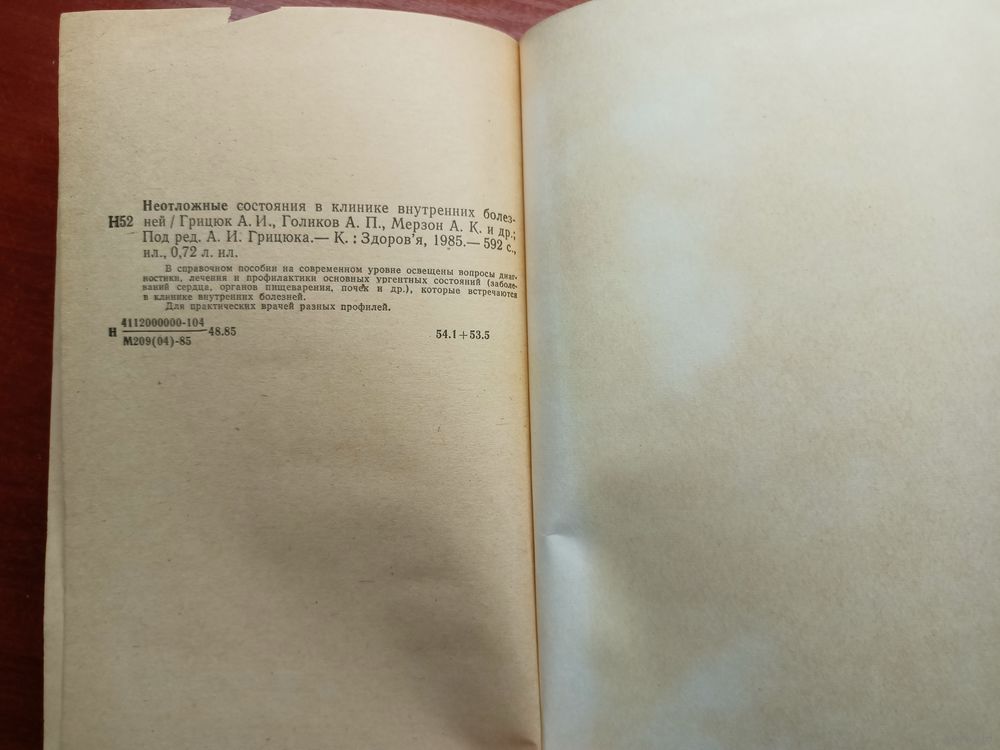 Неотложные состояния в клинике внутренних болез-
Н52 ней / Грицюк А. И., Голиков А. П., Мерзон А. К. и др.;
Под ред. А. И. Грицюка.— К. : Здоров'я, 1985.— 592 с.,
ил., 0,72 л. ил.
В справочном пособии на современном уровне освещены вопросы диаг-
ностики, лечения и профилактики основных ургентных состояний (заболе-
ваний сердца, органов пищеварения, почек и др.), которые встречаются
в клинике внутренних болезней.
Для практических врачей разных профилей.
4112000000-104
Н 48.85 54.1+53.5
М209(04)-85